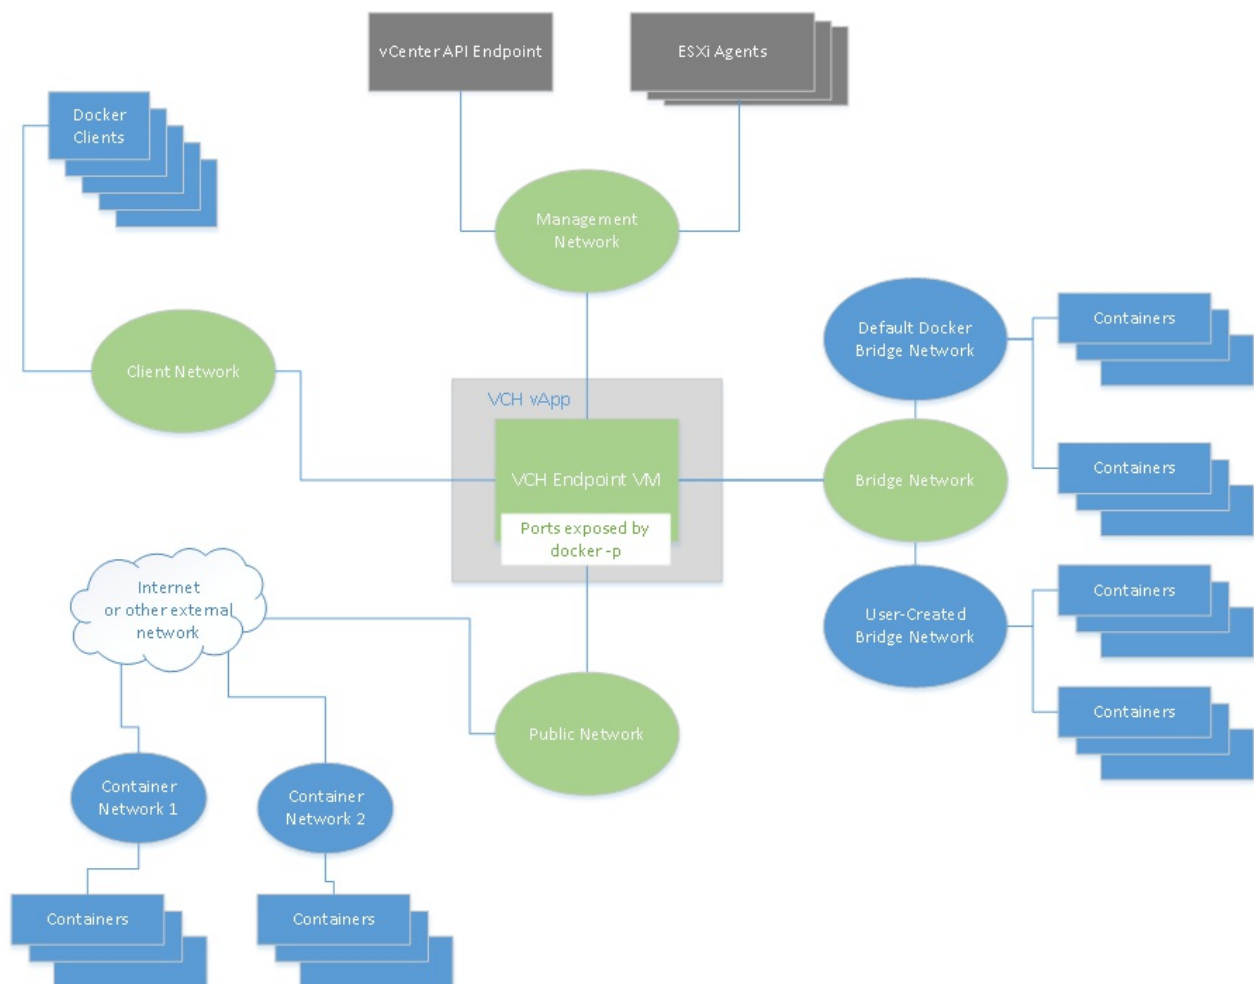 vCenter API Endpoint
ESXi Agents
Docker
Clients
Management
Network
Default Docker
Bridge Network
Containers
Client Network
VCH vApp
VCH Endpoint VM
Ports exposed by
docker -p
Bridge Network
Containers
Internet
or other external
network
User-Created
Bridge Network
Containers
Containers
Public Network
Container
Network 1
Container
Network 2
Containers
Containers